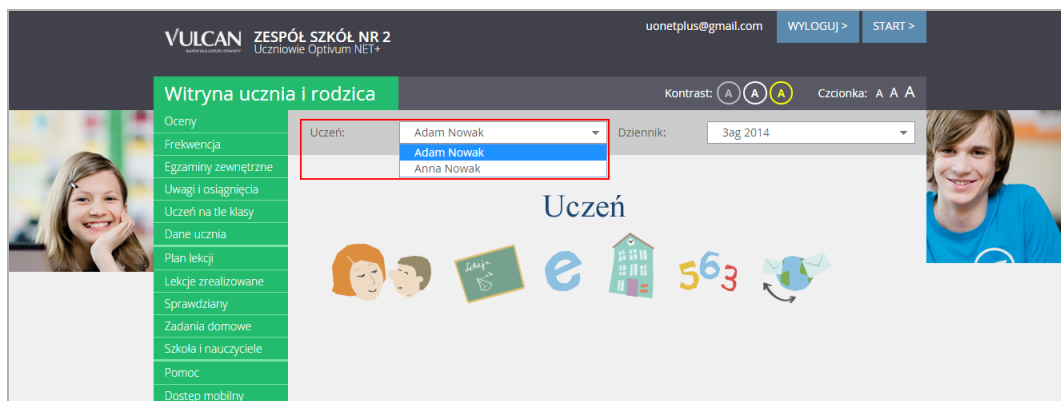 VULCAN
ZESPÓŁ SZKÓŁ NR 2
Uczniowie Optivum NET+
uonetplus@gmail.com
WYLOGUJ >
START >
Witryna ucznia i rodzica
Kontrast: A A A
Czcionka: A A A
Oceny
Frekwencja
Egzaminy zewnętrzne
Uwagi i osiągnięcia
Uczeń na tle klasy
Dane ucznia
Plan lekcji
Lekcje zrealizowane
Sprawdziany
Zadania domowe
Szkoła i nauczyciele
Pomoc
Dostęp mobilny
Uczeń: Adam Nowak
Adam Nowak
Anna Nowak
Dziennik: 3ag 2014
Uczeń
e
563